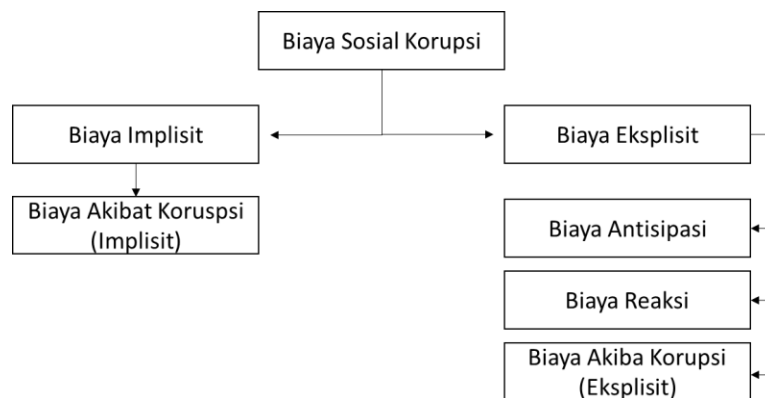 Biaya Sosial Korupsi
Biaya Implisit
Biaya Eksplisit
Biaya Akibat Koruspsi
(Implisit)
Biaya Antisipasi
Biaya Reaksi
Biaya Akiba Korupsi
(Eksplisit)